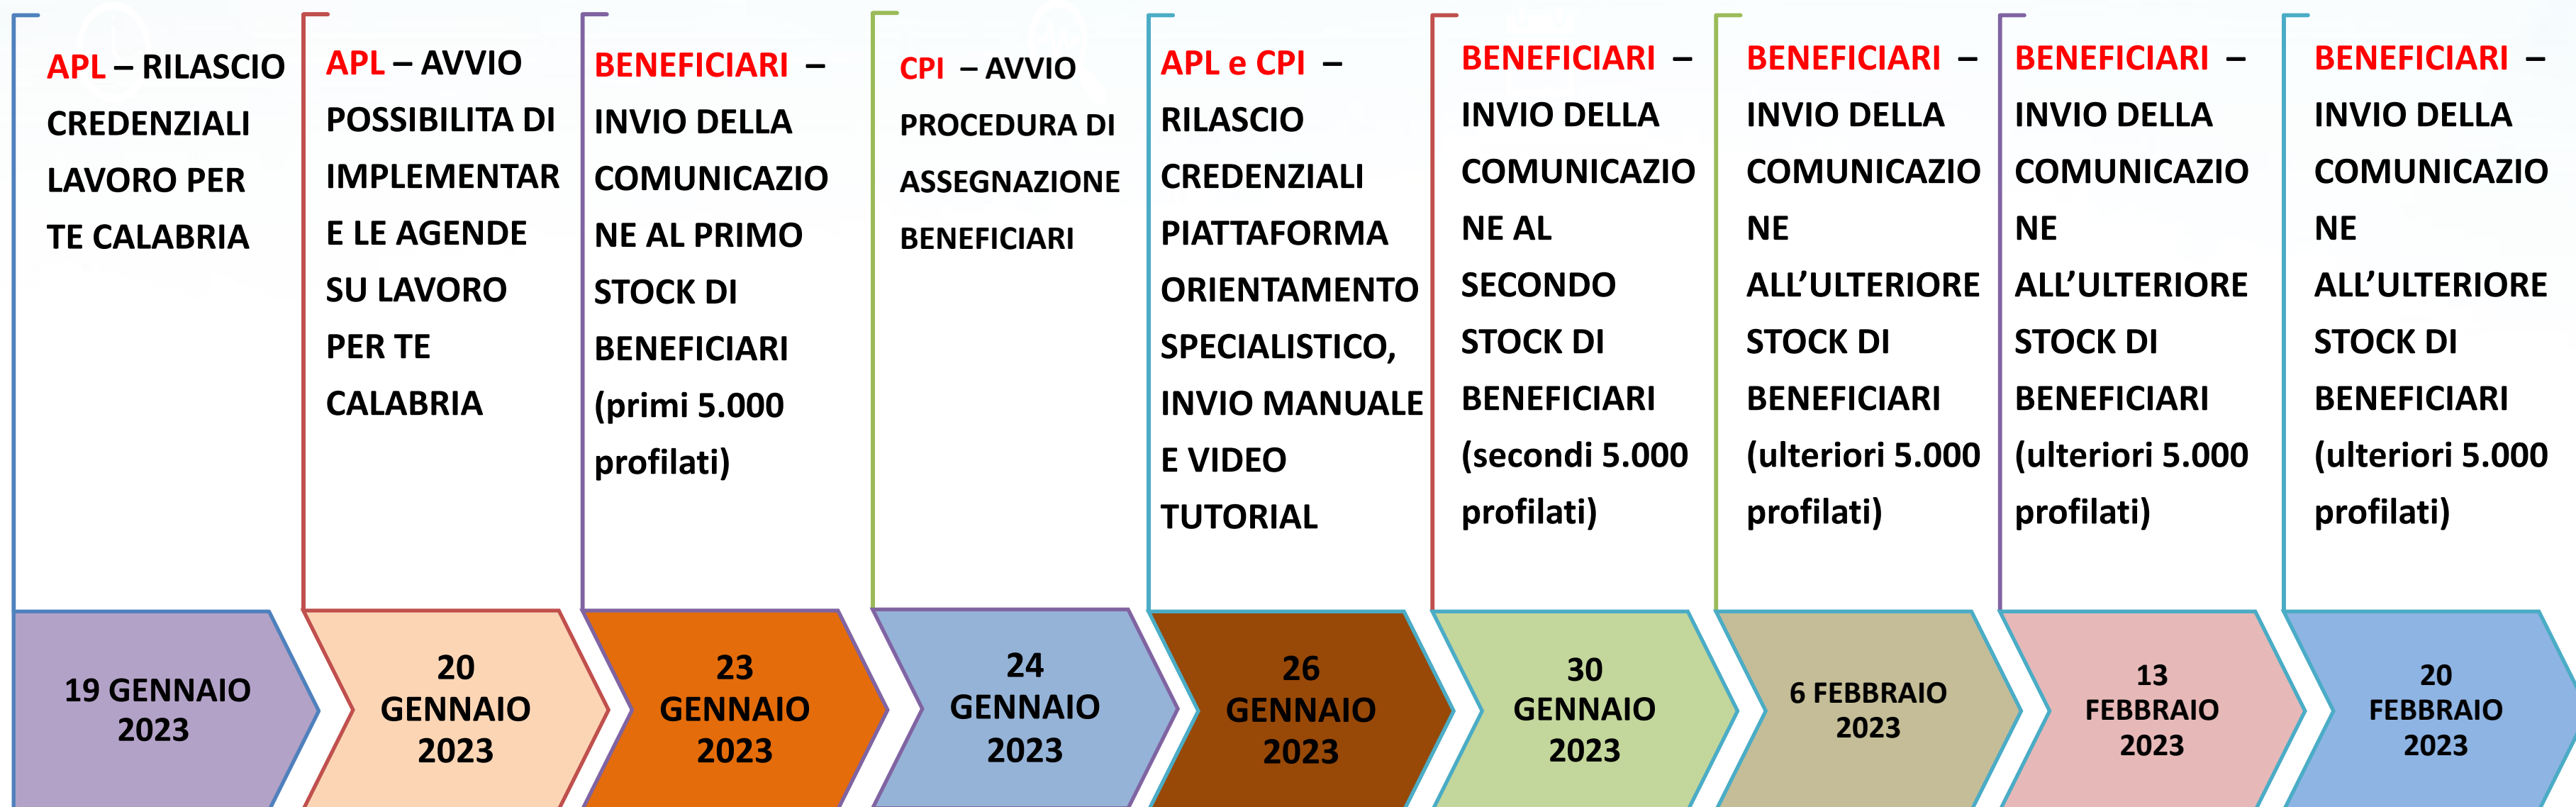 APL – RILASCIO
CREDENZIALI
LAVORO PER
TE CALABRIA
APL – AVVIO
POSSIBILITA DI
IMPLEMENTAR
E LE AGENDE
SU LAVORO
PER TE
CALABRIA
BENEFICIARI –
INVIO DELLA
COMUNICAZIO
NE AL PRIMO
STOCK DI
BENEFICIARI
(primi 5.000
profilati)
CPI – AVVIO
PROCEDURA DI
ASSEGNAZIONE
BENEFICIARI
APL e CPI –
RILASCIO
CREDENZIALI
PIATTAFORMA
ORIENTAMENTO
SPECIALISTICO,
INVIO MANUALE
E VIDEO
TUTORIAL
BENEFICIARI –
INVIO DELLA
COMUNICAZIO
NE AL
SECONDO
STOCK DI
BENEFICIARI
(secondi 5.000
profilati)
BENEFICIARI –
INVIO DELLA
COMUNICAZIO
NE
ALL’ULTERIORE
STOCK DI
BENEFICIARI
(ulteriori 5.000
profilati)
BENEFICIARI –
INVIO DELLA
COMUNICAZIO
NE
ALL’ULTERIORE
STOCK DI
BENEFICIARI
(ulteriori 5.000
profilati)
BENEFICIARI –
INVIO DELLA
COMUNICAZIO
NE
ALL’ULTERIORE
STOCK DI
BENEFICIARI
(ulteriori 5.000
profilati)
19 GENNAIO
2023
20
GENNAIO
2023
23
GENNAIO
2023
24
GENNAIO
2023
26
GENNAIO
2023
30
GENNAIO
2023
6 FEBBRAIO
2023
13
FEBBRAIO
2023
20
FEBBRAIO
2023